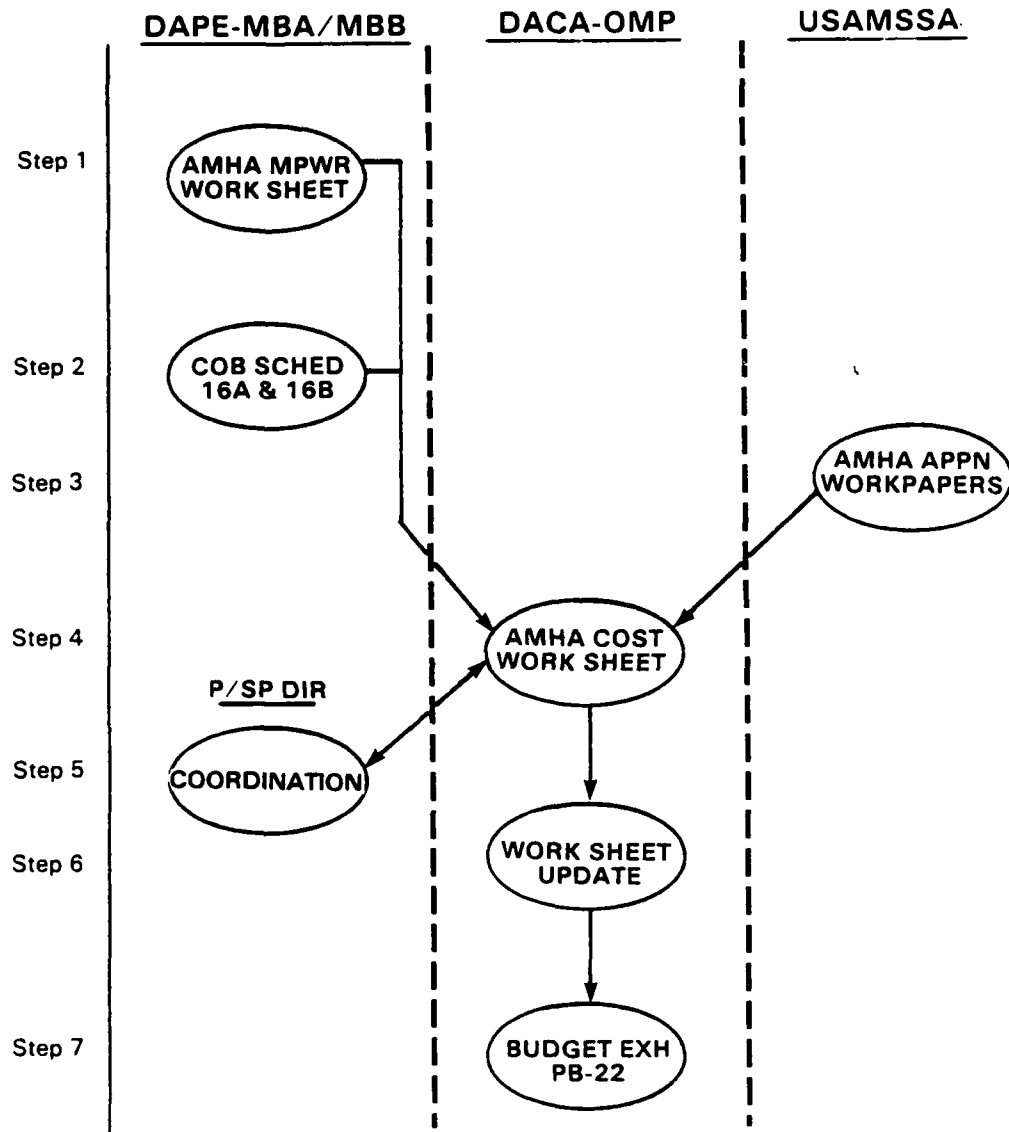 DAPE-MBA/MBB DACA-OMP USAMSSA
Step 1
AMHA MPWR
WORK SHEET
Step 2
COB SCHED
16A & 16B
Step 3
AMHA APPN
WORKPAPERS
Step 4
AMHA COST
WORK SHEET
P/SP DIR
Step 5
COORDINATION
Step 6
WORK SHEET
UPDATE
Step 7
BUDGET EXH
PB-22